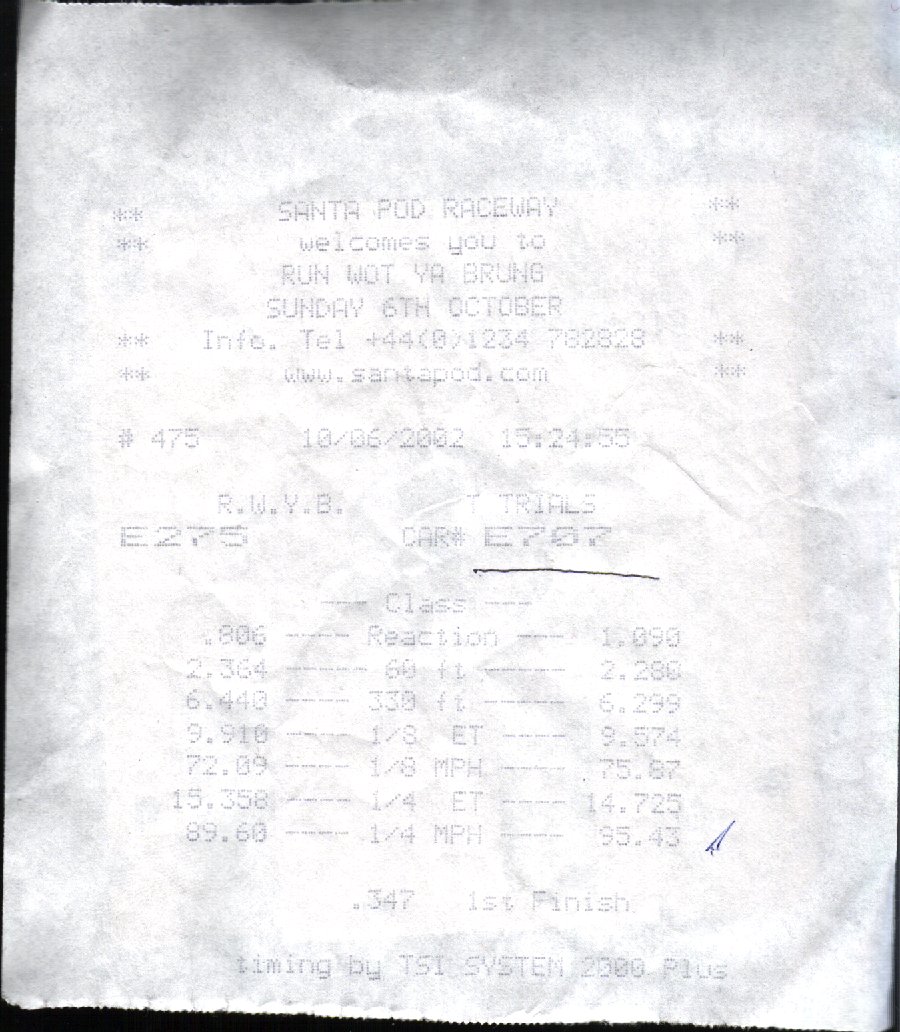 ** SANTA POD RACEWAY **
** welcomes you to **
RUN WOT YA BRUNG
SUNDAY 6TH OCTOBER
** Info. Tel +44(0)1234 782828 **
** www.santapod.com **
# 475 10/06/2002 15:24:55
R.W.Y.B. T TRIALS
E275 CAR# E707
--- Class ---
.806 ---- Reaction --- 1.090
2.364 ----- 60 ft ----- 2.286
6.440 ---- 330 ft ----- 6.299
9.910 ---- 1/8 ET ---- 9.574
72.09 ---- 1/8 MPH ---- 75.87
15.358 ---- 1/4 ET ---- 14.725
89.60 ---- 1/4 MPH ---- 95.43
.347 1st Finish
timing by TSI SYSTEM 2000 Plus